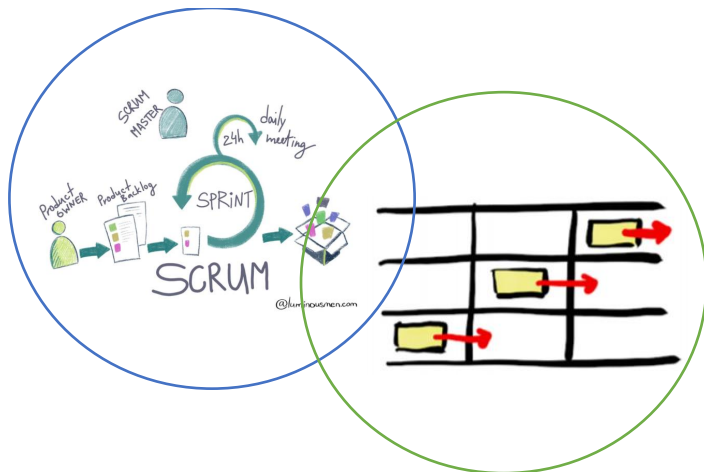 SCRUM
MASTER
24h
daily
meeting
Product
OWNER
Product
Backlog
SPRiNT
SCRUM
@luminousmen.com